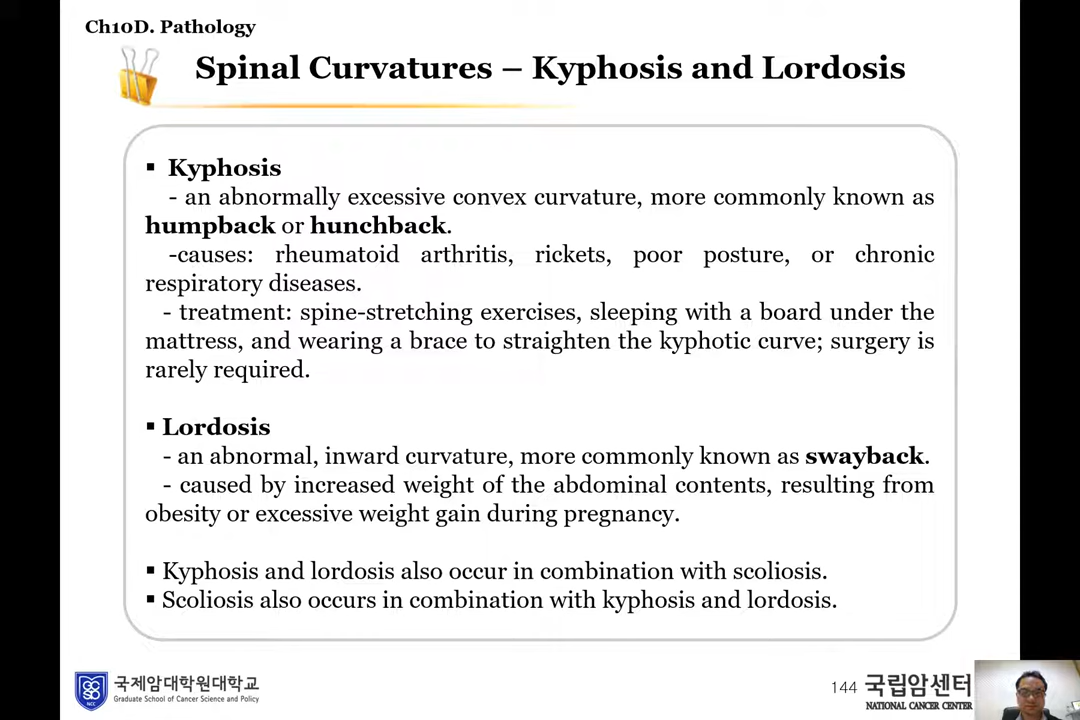 Ch10D. Pathology
Spinal Curvatures – Kyphosis and Lordosis
▪ Kyphosis
- an abnormally excessive convex curvature, more commonly known as
humpback or hunchback.
-causes: rheumatoid arthritis, rickets, poor posture, or chronic
respiratory diseases.
- treatment: spine-stretching exercises, sleeping with a board under the
mattress, and wearing a brace to straighten the kyphotic curve; surgery is
rarely required.
▪ Lordosis
- an abnormal, inward curvature, more commonly known as swayback.
- caused by increased weight of the abdominal contents, resulting from
obesity or excessive weight gain during pregnancy.
▪ Kyphosis and lordosis also occur in combination with scoliosis.
▪ Scoliosis also occurs in combination with kyphosis and lordosis.
국제암대학원대학교
Graduate School of Cancer Science and Policy
NCC
144
국립암센터
NATIONAL CANCER CENTER